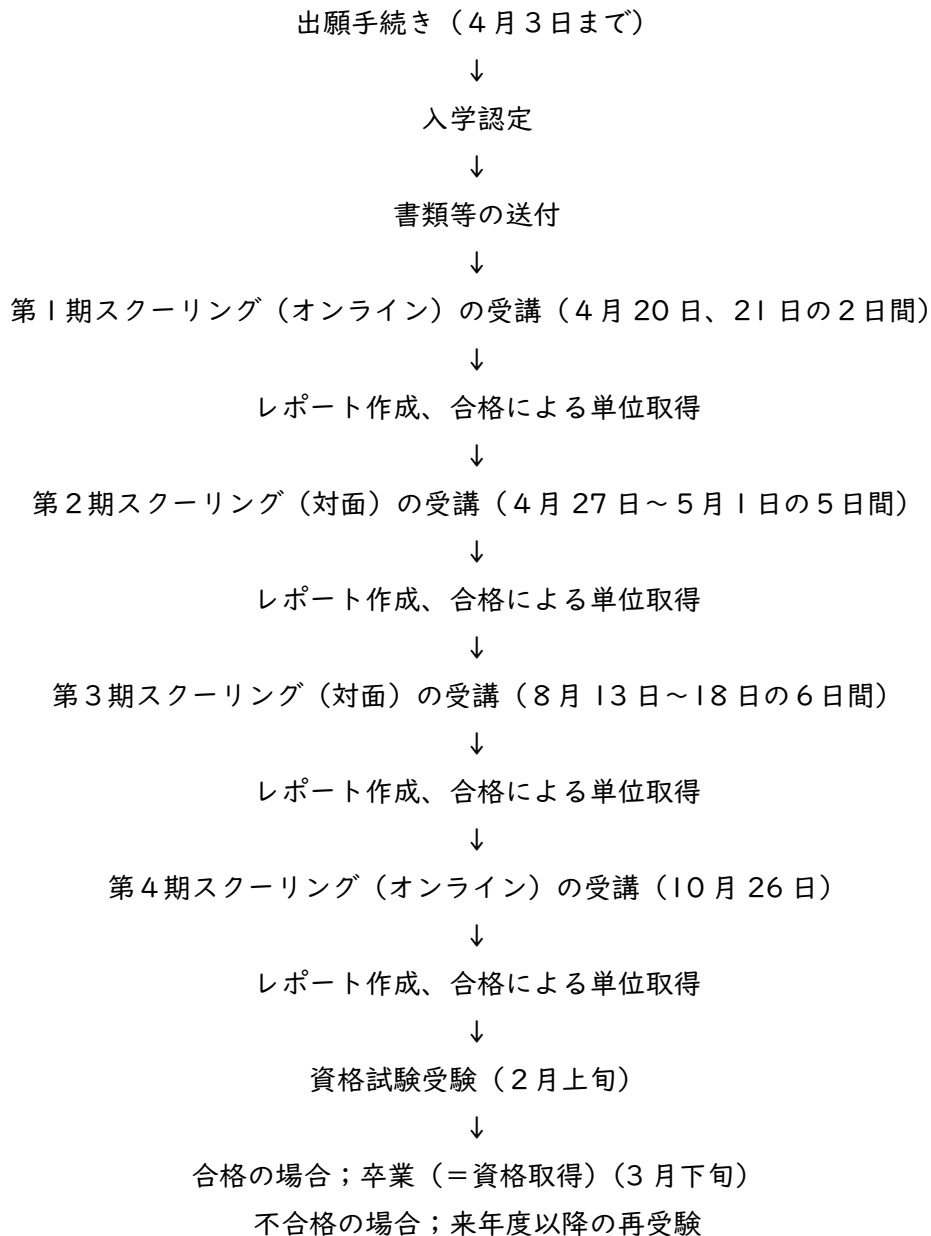 出願手続き（４月３日まで）
↓
入学認定
↓
書類等の送付
↓
第１期スクーリング（オンライン）の受講（４月 20 日、21 日の２日間）
↓
レポート作成、合格による単位取得
↓
第２期スクーリング（対面）の受講（４月 27 日～５月１日の５日間）
↓
レポート作成、合格による単位取得
↓
第３期スクーリング（対面）の受講（８月 13 日～18 日の６日間）
↓
レポート作成、合格による単位取得
↓
第４期スクーリング（オンライン）の受講（10 月 26 日）
↓
レポート作成、合格による単位取得
↓
資格試験受験（２月上旬）
↓
合格の場合；卒業（＝資格取得）（３月下旬）
不合格の場合；来年度以降の再受験